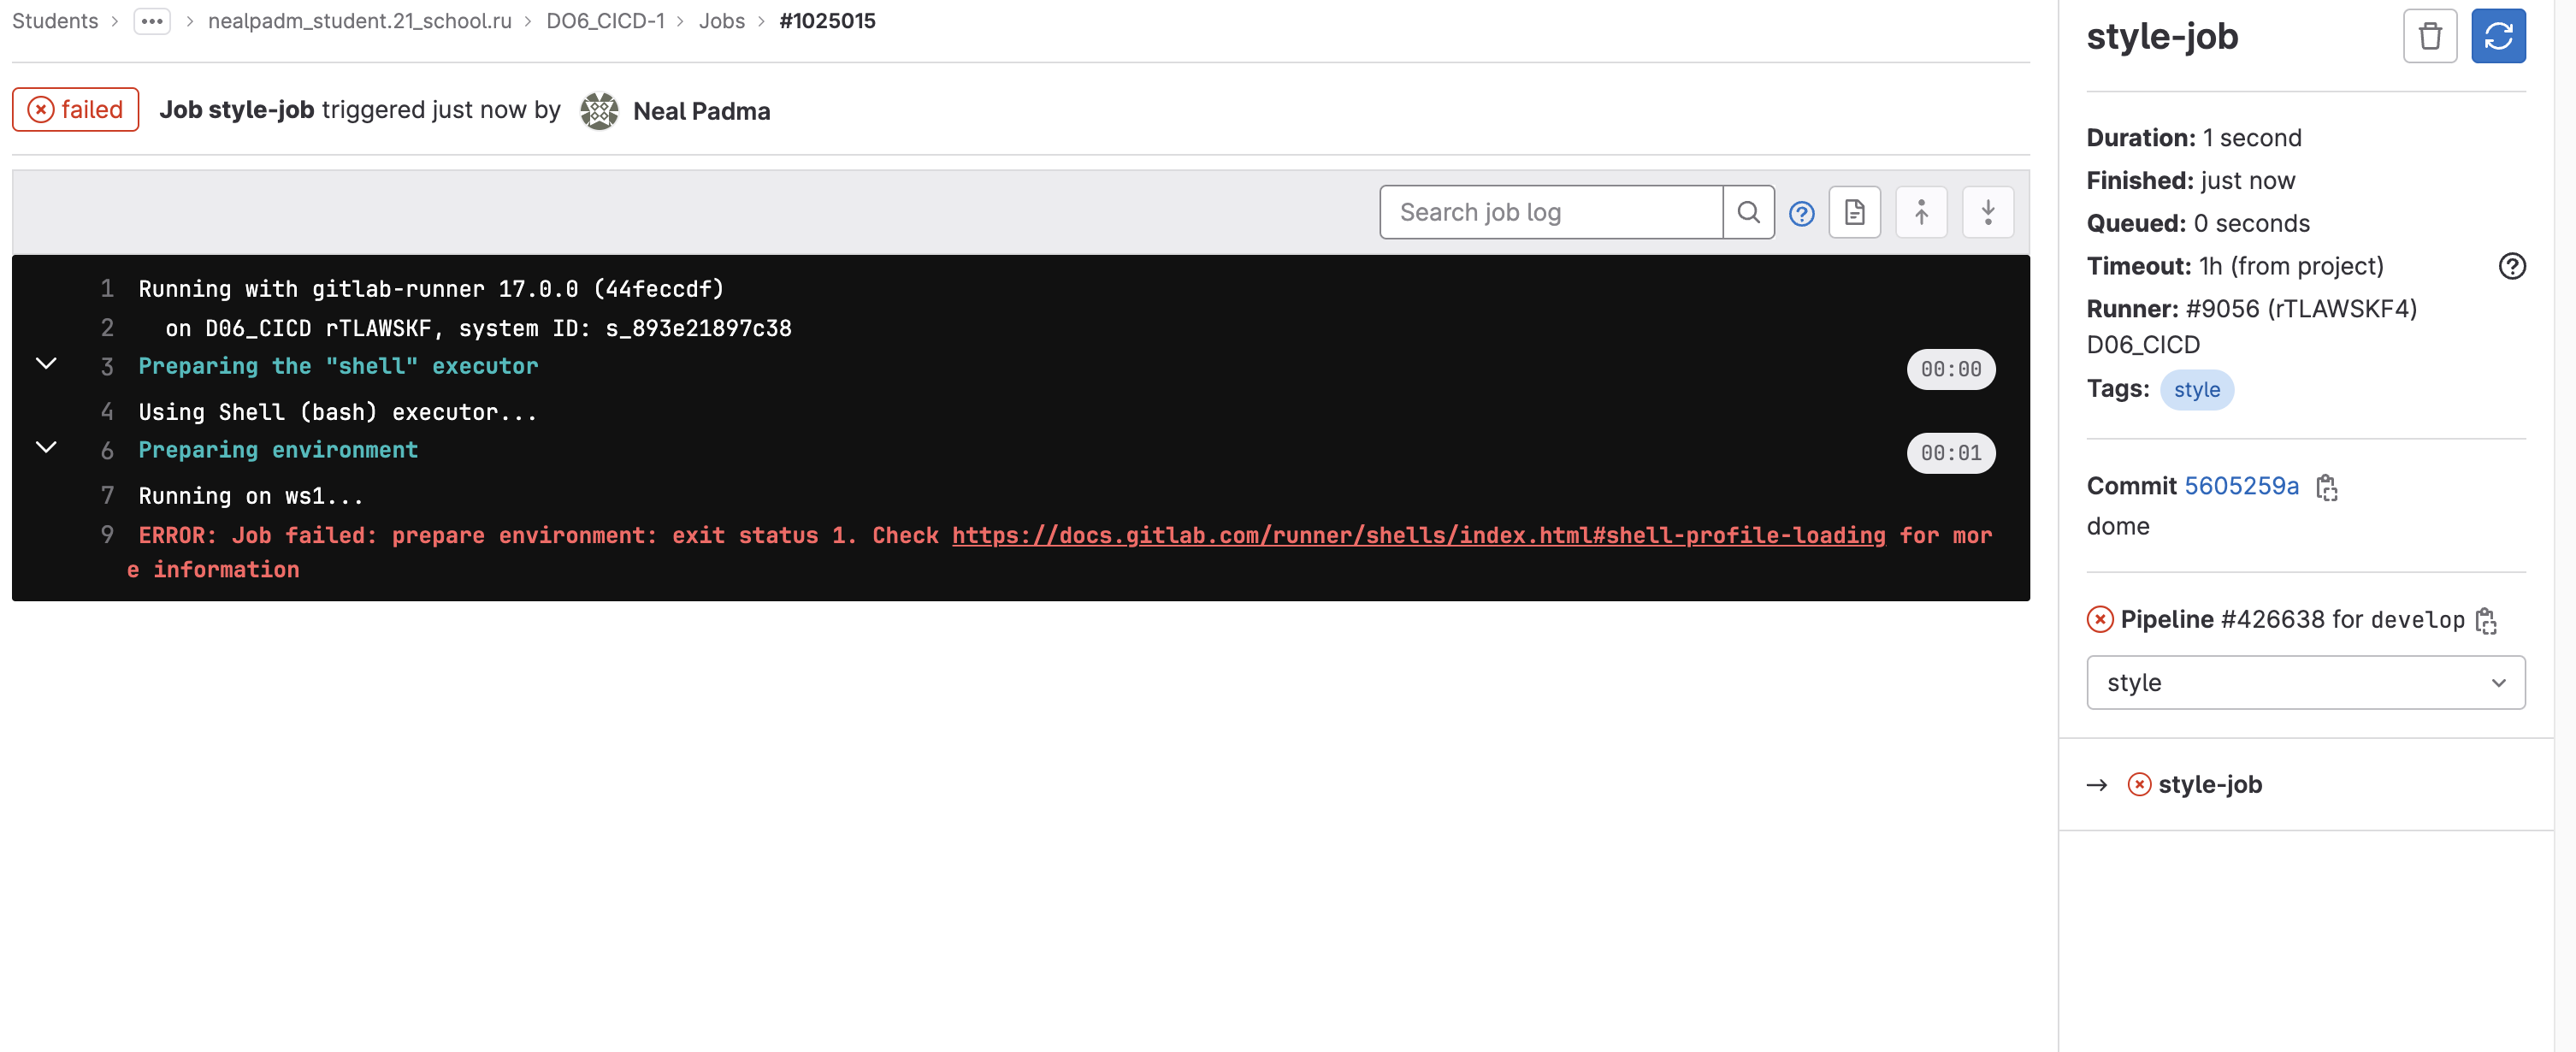 Students > ... > nealpadm_student.21_school.ru > DO6_CICD-1 > Jobs > #1025015
failed Job style-job triggered just now by Neal Padma
Search job log
1 Running with gitlab-runner 17.0.0 (44feccdf)
2 on D06_CICD rTLAWSKF, system ID: s_893e21897c38
3 Preparing the "shell" executor 00:00
4 Using Shell (bash) executor...
6 Preparing environment 00:01
7 Running on ws1...
9 ERROR: Job failed: prepare environment: exit status 1. Check https://docs.gitlab.com/runner/shells/index.html#shell-profile-loading for mor
e information
style-job
Duration: 1 second
Finished: just now
Queued: 0 seconds
Timeout: 1h (from project)
Runner: #9056 (rTLAWSKF4)
D06_CICD
Tags: style
Commit 5605259a
dome
Pipeline #426638 for develop
style
→ style-job